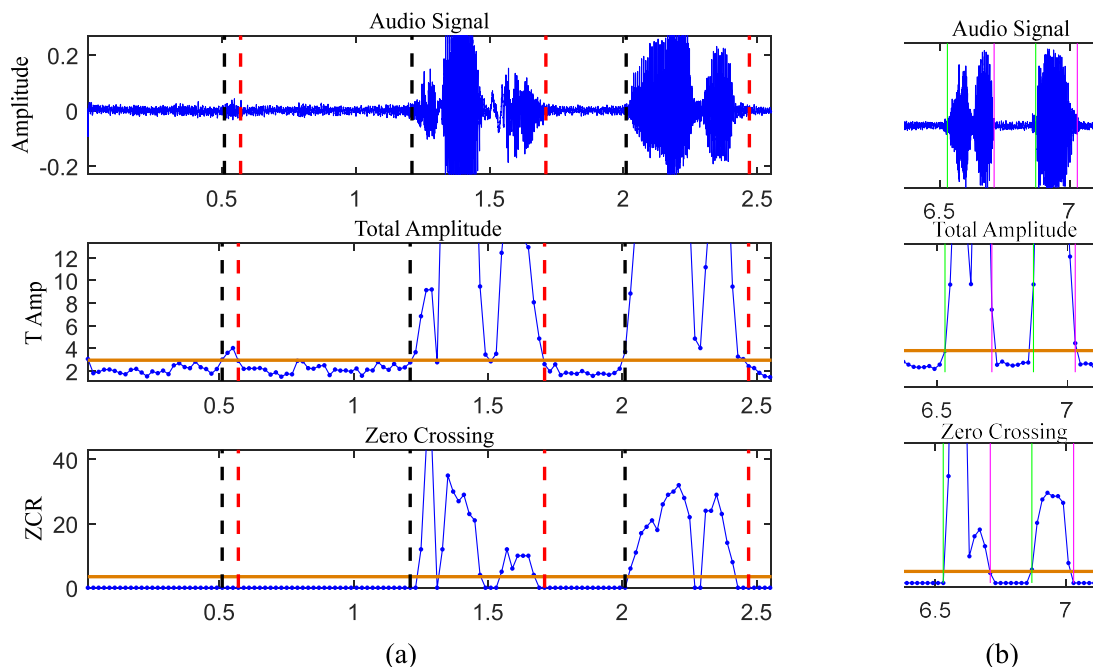 Audio Signal
Amplitude
0.2
0
-0.2
0.5 1 1.5 2 2.5
Total Amplitude
T Amp
12
10
8
6
4
2
0.5 1 1.5 2 2.5
Zero Crossing
ZCR
40
20
0
0.5 1 1.5 2 2.5
(a)
Audio Signal
6.5 7
Total Amplitude
6.5 7
Zero Crossing
6.5 7
(b)